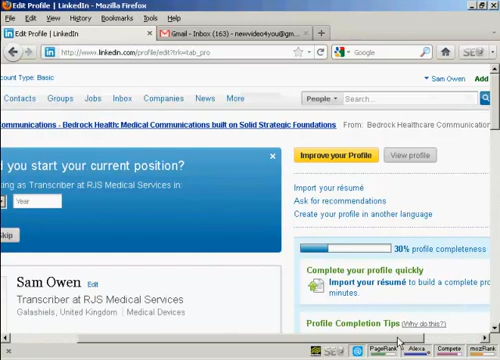 Edit Profile | LinkedIn - Mozilla Firefox
Edit View History Bookmarks Tools Help
Edit Profile | LinkedIn × Gmail - Inbox (163) - newvideo4you@gm...
http://www.linkedin.com/profile/edit?trk=tab_pro Google
count Type: Basic Sam Owen Add
Contacts Groups Jobs Inbox Companies News More People Search...
communications - Bedrock Health: Medical Communications built on Solid Strategic Foundations From: Bedrock Healthcare Communication
d you start your current position? ×
ing as Transcriber at RJS Medical Services in:
Year
kip
Improve your Profile View profile
Import your résumé
Ask for recommendations
Create your profile in another language
30% profile completeness
Complete your profile quickly
Import your résumé to build a complete pro
minutes.
Profile Completion Tips (Why do this?)
Sam Owen Edit
Transcriber at RJS Medical Services
Galashiels, United Kingdom | Medical Devices
PageRank Alexa Compete mozRank